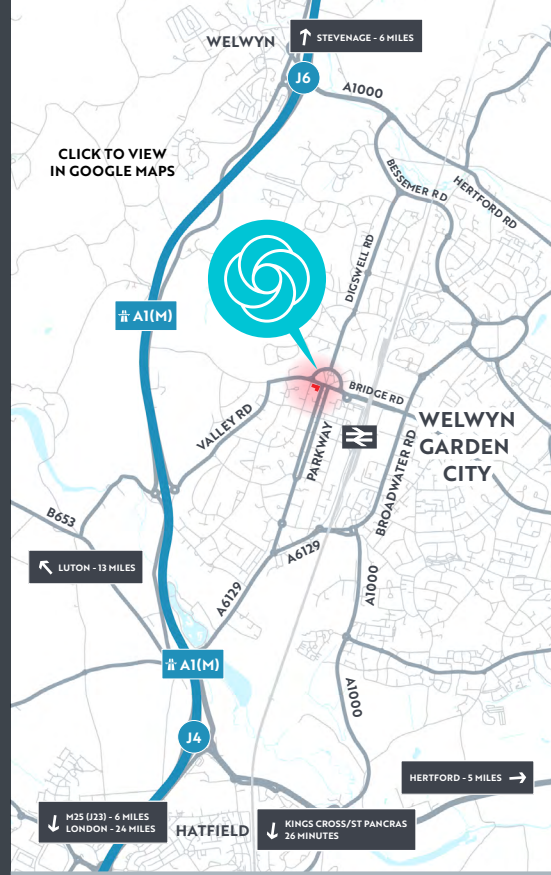 WELWYN
STEVENAGE - 6 MILES
J6
A1000
CLICK TO VIEW
IN GOOGLE MAPS
BESSEMER RD
HERTFORD RD
DIGSWELL RD
A1(M)
BRIDGE RD
VALLEY RD
PARKWAY
WELWYN
GARDEN
CITY
BROADWATER RD
B653
A6129
LUTON - 13 MILES
A6129
A1000
A1(M)
A1000
J4
HERTFORD - 5 MILES
M25 (J23) - 6 MILES
LONDON - 24 MILES
HATFIELD
KINGS CROSS/ST PANCRAS
26 MINUTES